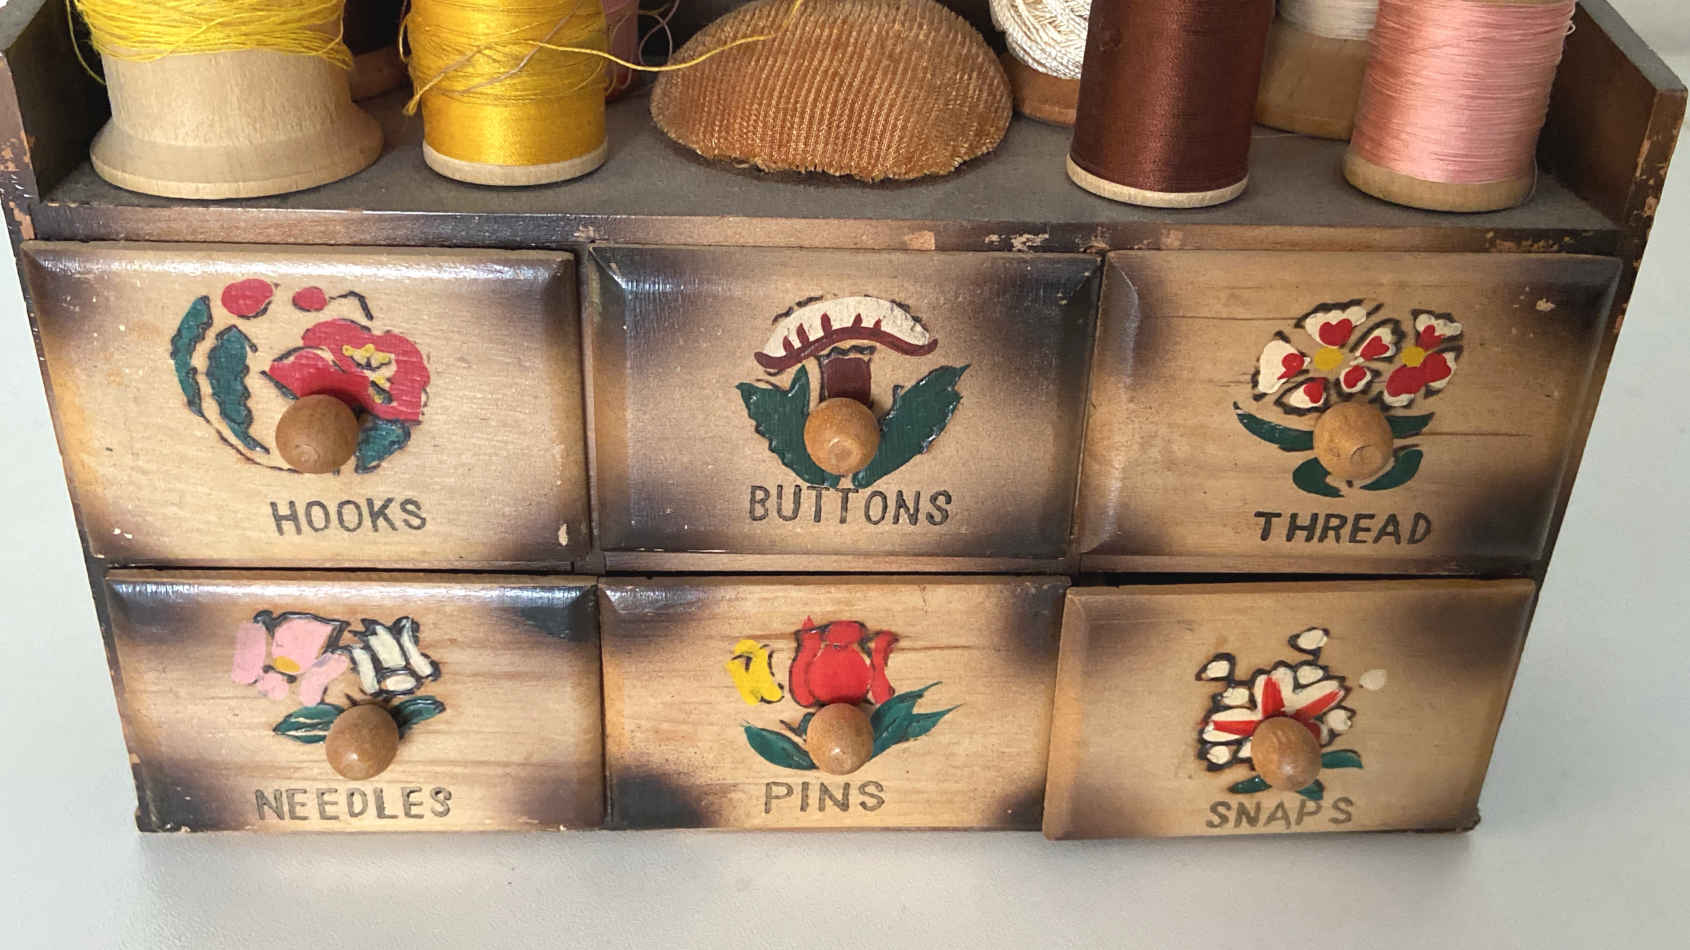 HOOKS
BUTTONS
THREAD
NEEDLES
PINS
SNAPS